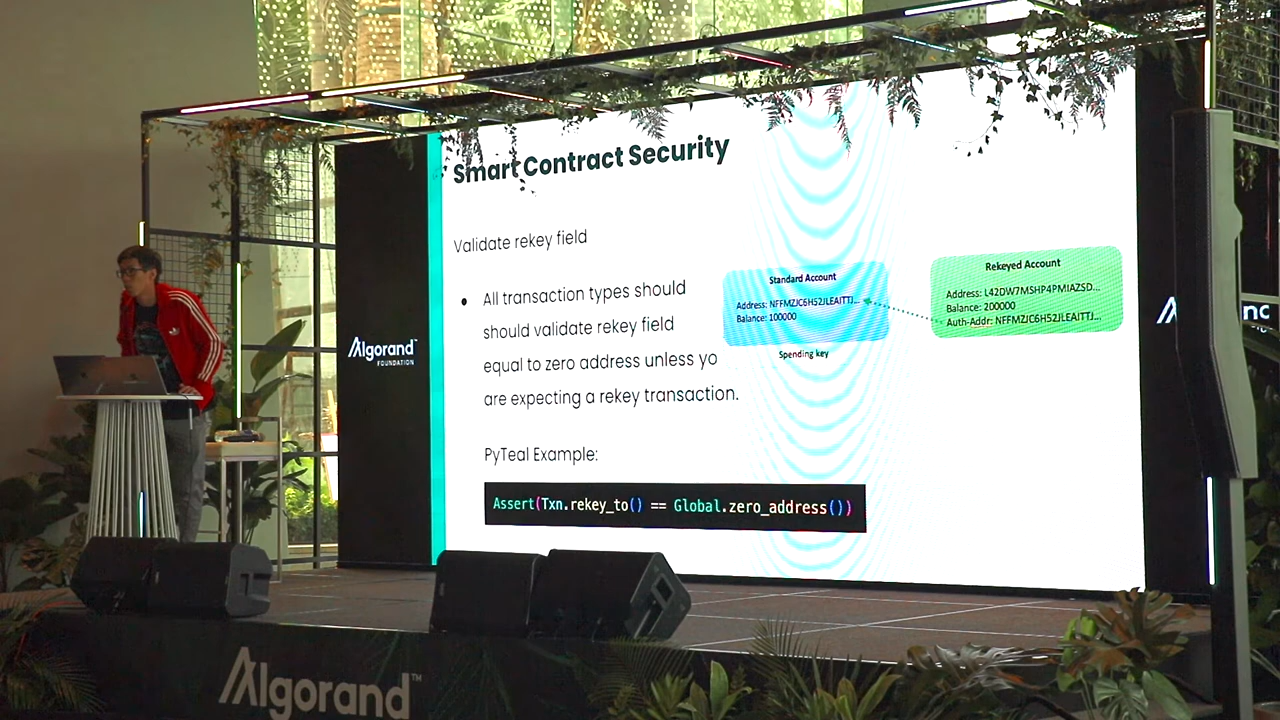 Smart Contract Security
Validate rekey field
● All transaction types should
should validate rekey field
equal to zero address unless yo
are expecting a rekey transaction.
PyTeal Example:
Assert(Txn.rekey_to() == Global.zero_address())
Standard Account
Address: NFFMZJC6H52JLEAITTJ...
Balance: 100000
Spending key
Rekeyed Account
Address: L42DW7MSHP4PMIAZSD...
Balance: 200000
Auth-Addr: NFFMZJC6H52JLEAITTJ...
Algorand™
FOUNDATION
Algorand™